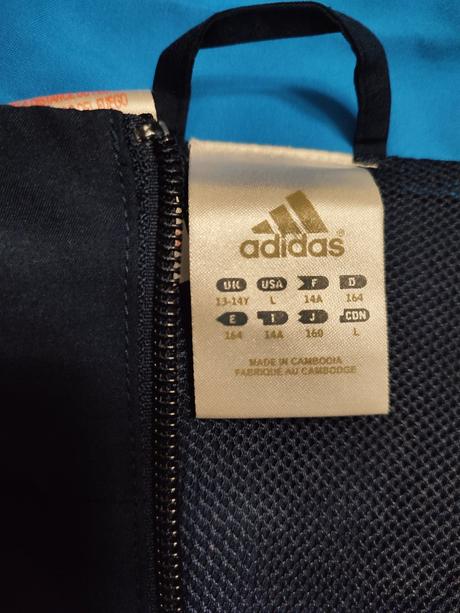 adidas®
UK USA F D
13-14Y L 14A 164
E I J CDN
164 14A 160 L
MADE IN CAMBODIA
FABRIQUÉ AU CAMBODGE